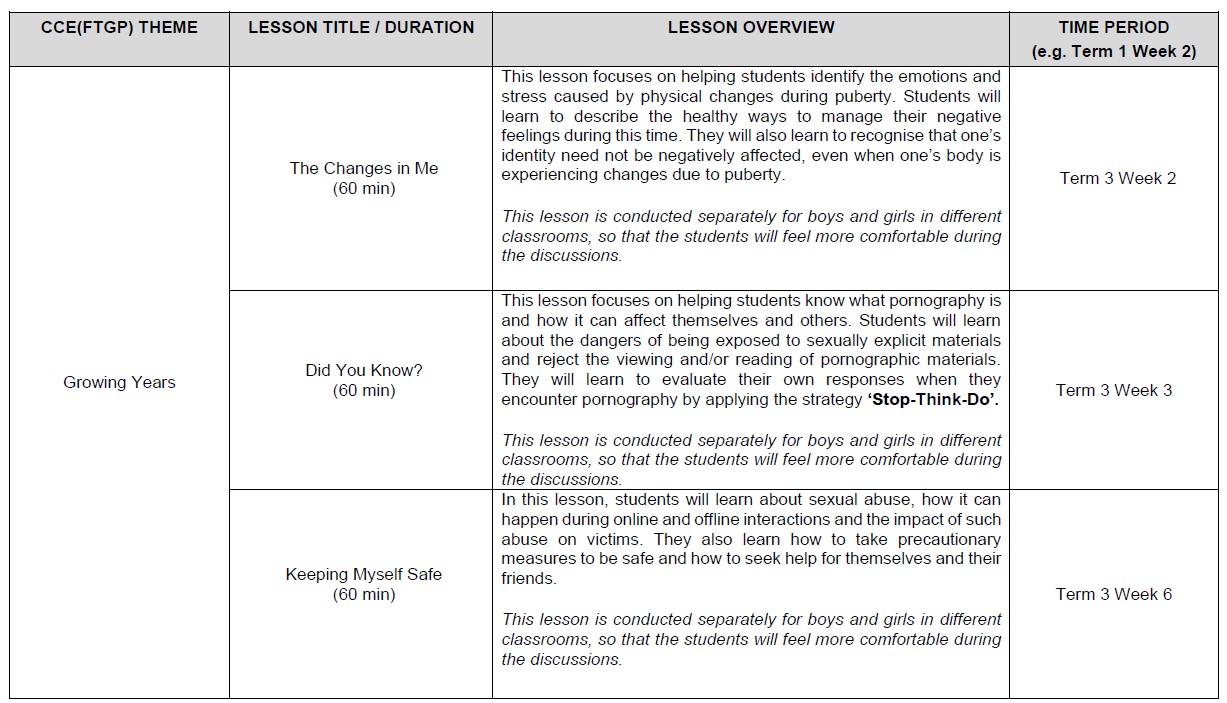 CCE(FTGP) THEME
LESSON TITLE / DURATION
LESSON OVERVIEW
TIME PERIOD
(e.g. Term 1 Week 2)
Growing Years
The Changes in Me
(60 min)
This lesson focuses on helping students identify the emotions and
stress caused by physical changes during puberty. Students will
learn to describe the healthy ways to manage their negative
feelings during this time. They will also learn to recognise that one’s
identity need not be negatively affected, even when one’s body is
experiencing changes due to puberty.
This lesson is conducted separately for boys and girls in different
classrooms, so that the students will feel more comfortable during
the discussions.
Term 3 Week 2
Did You Know?
(60 min)
This lesson focuses on helping students know what pornography is
and how it can affect themselves and others. Students will learn
about the dangers of being exposed to sexually explicit materials
and reject the viewing and/or reading of pornographic materials.
They will learn to evaluate their own responses when they
encounter pornography by applying the strategy ‘Stop-Think-Do’.
This lesson is conducted separately for boys and girls in different
classrooms, so that the students will feel more comfortable during
the discussions.
Term 3 Week 3
Keeping Myself Safe
(60 min)
In this lesson, students will learn about sexual abuse, how it can
happen during online and offline interactions and the impact of such
abuse on victims. They also learn how to take precautionary
measures to be safe and how to seek help for themselves and their
friends.
This lesson is conducted separately for boys and girls in different
classrooms, so that the students will feel more comfortable during
the discussions.
Term 3 Week 6